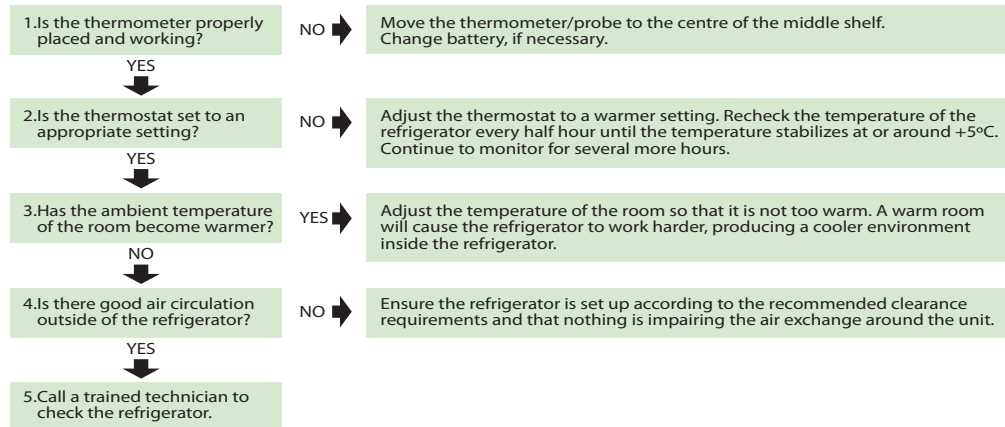 1.Is the thermometer properly
placed and working?
NO
Move the thermometer/probe to the centre of the middle shelf.
Change battery, if necessary.
YES
2.Is the thermostat set to an
appropriate setting?
NO
Adjust the thermostat to a warmer setting. Recheck the temperature of the
refrigerator every half hour until the temperature stabilizes at or around +5ºC.
Continue to monitor for several more hours.
YES
3.Has the ambient temperature
of the room become warmer?
YES
Adjust the temperature of the room so that it is not too warm. A warm room
will cause the refrigerator to work harder, producing a cooler environment
inside the refrigerator.
NO
4.Is there good air circulation
outside of the refrigerator?
NO
Ensure the refrigerator is set up according to the recommended clearance
requirements and that nothing is impairing the air exchange around the unit.
YES
5.Call a trained technician to
check the refrigerator.